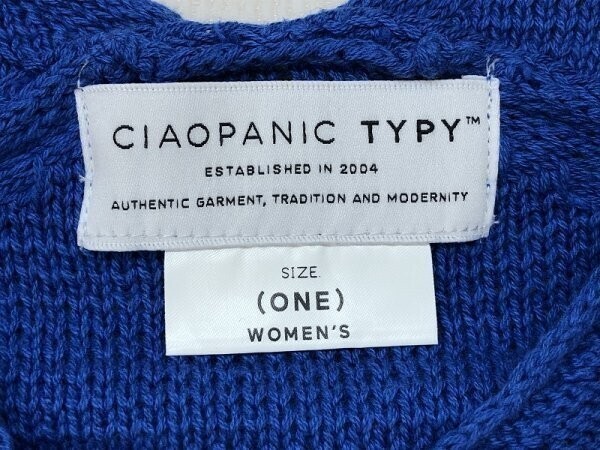 CIAOPANIC TYPY™
ESTABLISHED IN 2004
AUTHENTIC GARMENT, TRADITION AND MODERNITY
SIZE
(ONE)
WOMEN'S